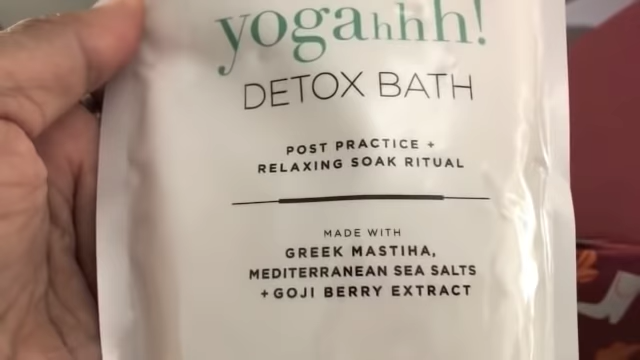 yogahhh!
DETOX BATH
POST PRACTICE +
RELAXING SOAK RITUAL
MADE WITH
GREEK MASTIHA,
MEDITERRANEAN SEA SALTS
+ GOJI BERRY EXTRACT